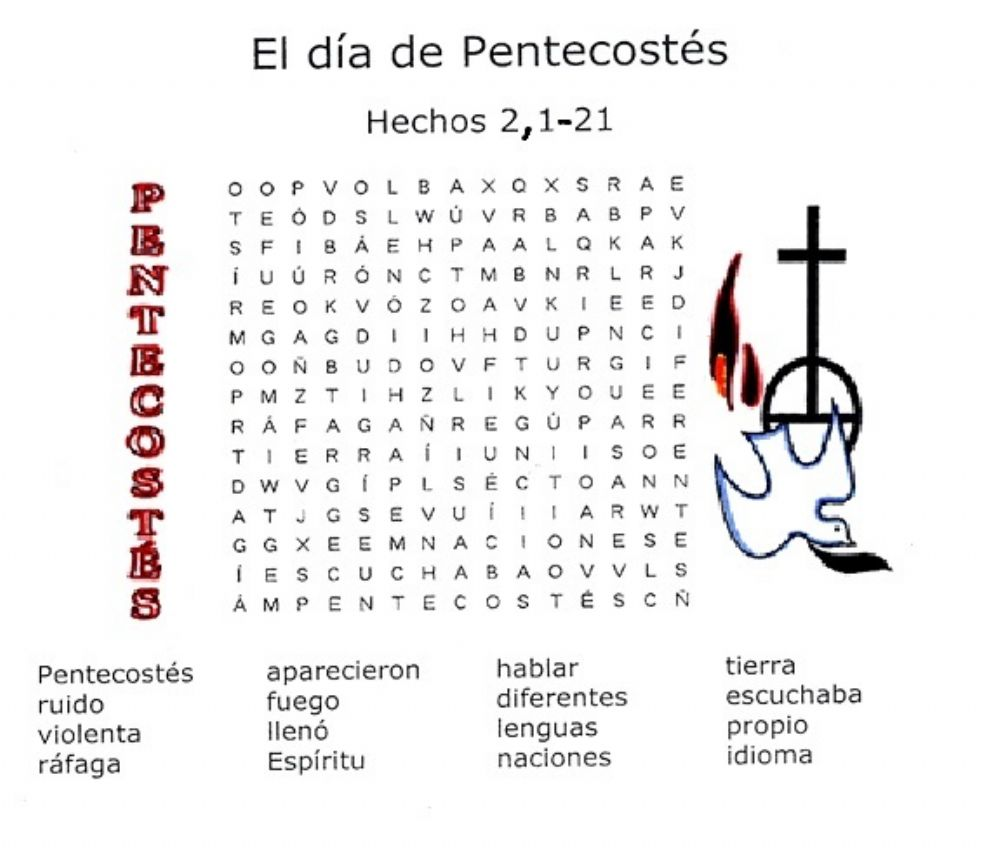 El día de Pentecostés
Hechos 2,1-21
PENTECOSTÉS
O O P V O L B A X Q X S R A E
T E Ó D S L W Ú V R B A B P V
S F I B Á E H P A A L Q K A K
Í U Ú R Ó N C T M B N R L R J
R E O K V Ó Z O A V K I E E D
M G A G D I I H H D U P N C I
O O Ñ B U D O V F T U R G I F
P M Z T I H Z L I K Y O U E E
R Á F A G A Ñ R E G Ú P A R R
T I E R R A Í I U N I I S O E
D W V G Í P L S É C T O A N N
A T J G S E V U Í I I A R W T
G G X E E M N A C I O N E S E
Í E S C U C H A B A O V V L S
Á M P E N T E C O S T É S C Ñ
Pentecostés aparecieron hablar tierra
ruido fuego diferentes escuchaba
violenta llenó lenguas propio
ráfaga Espíritu naciones idioma